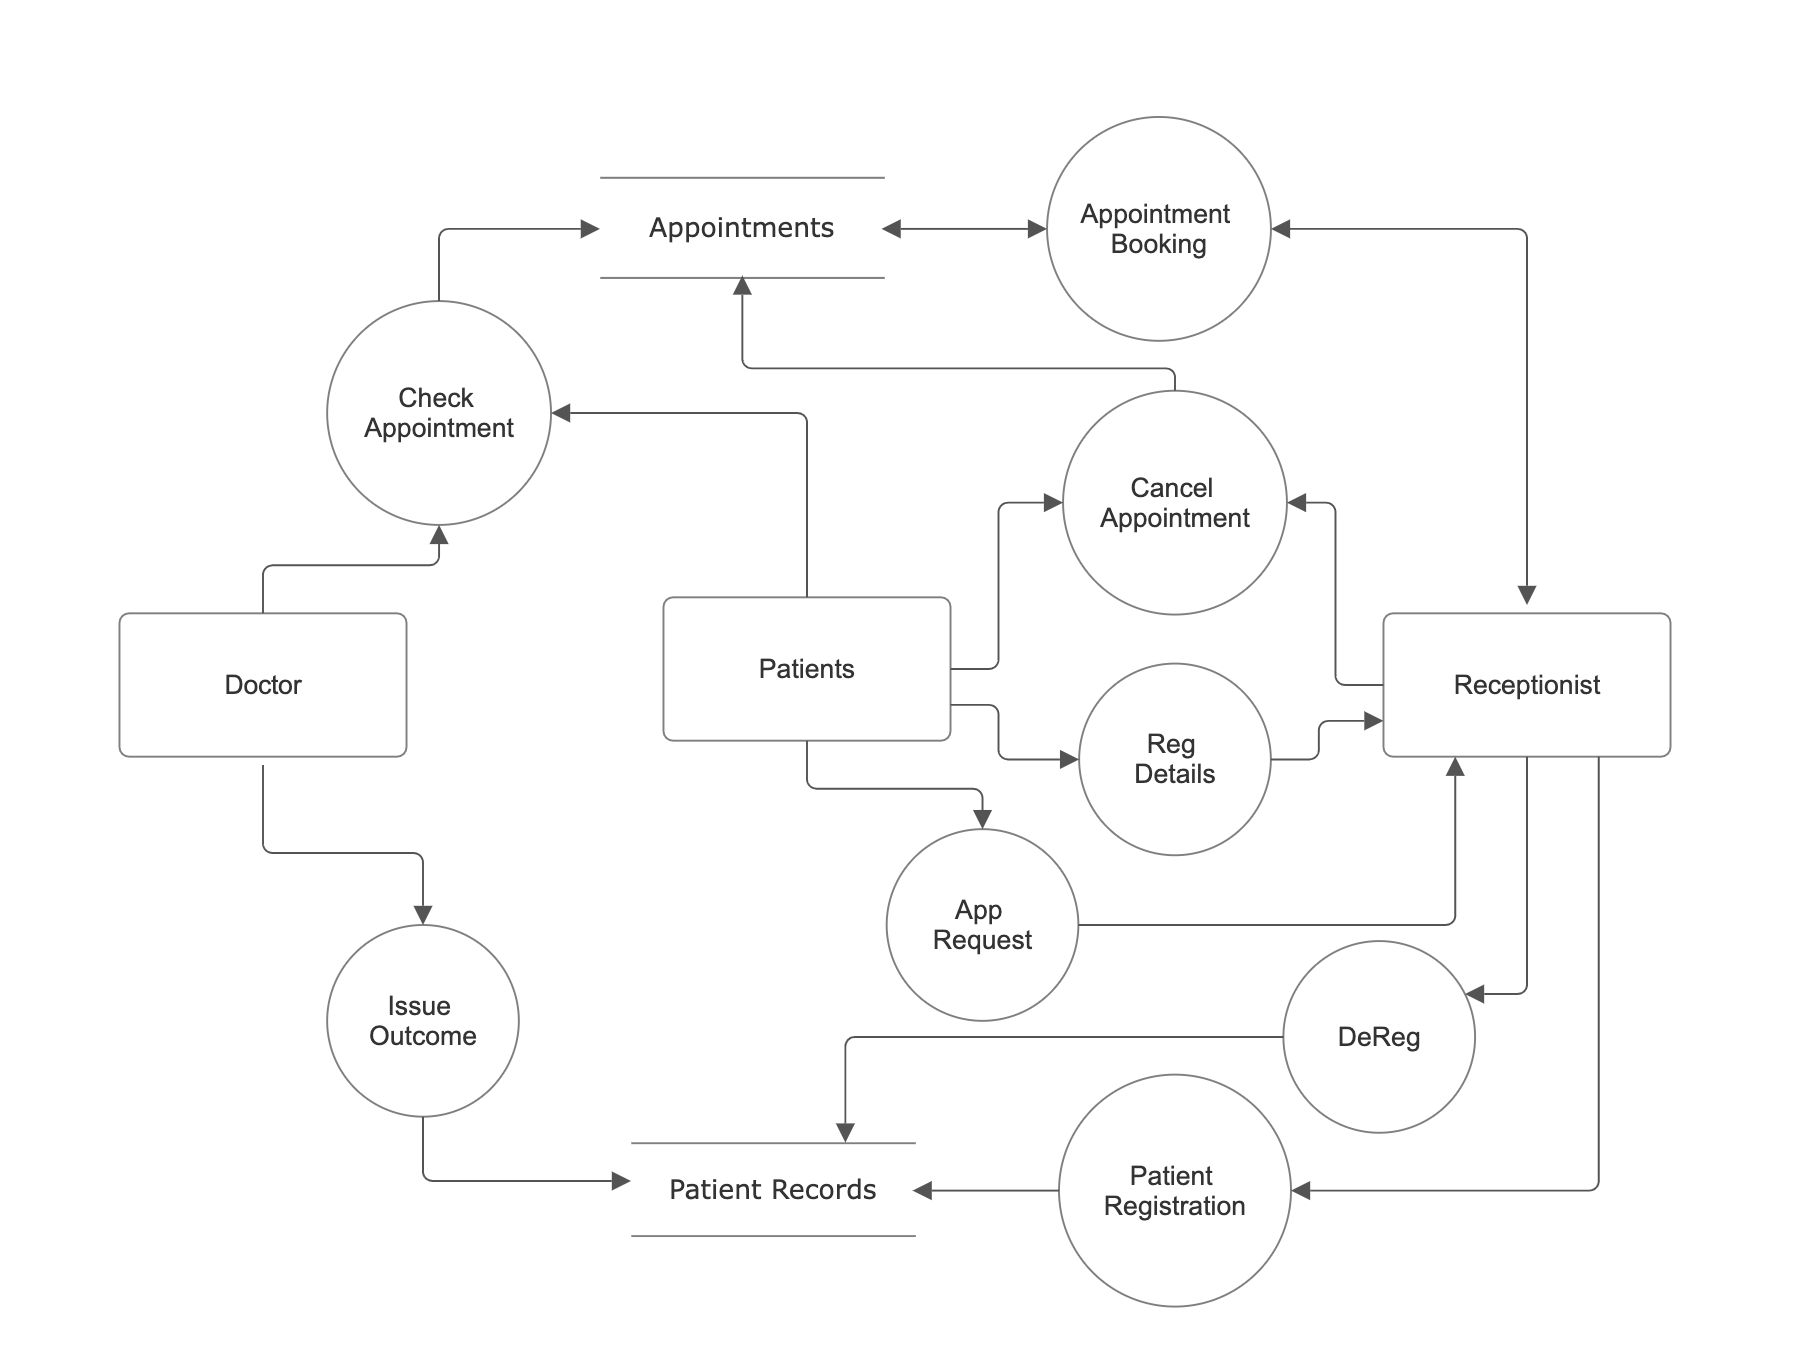 Appointments
Appointment
Booking
Check
Appointment
Cancel
Appointment
Doctor
Patients
Receptionist
Reg
Details
App
Request
Issue
Outcome
DeReg
Patient Records
Patient
Registration